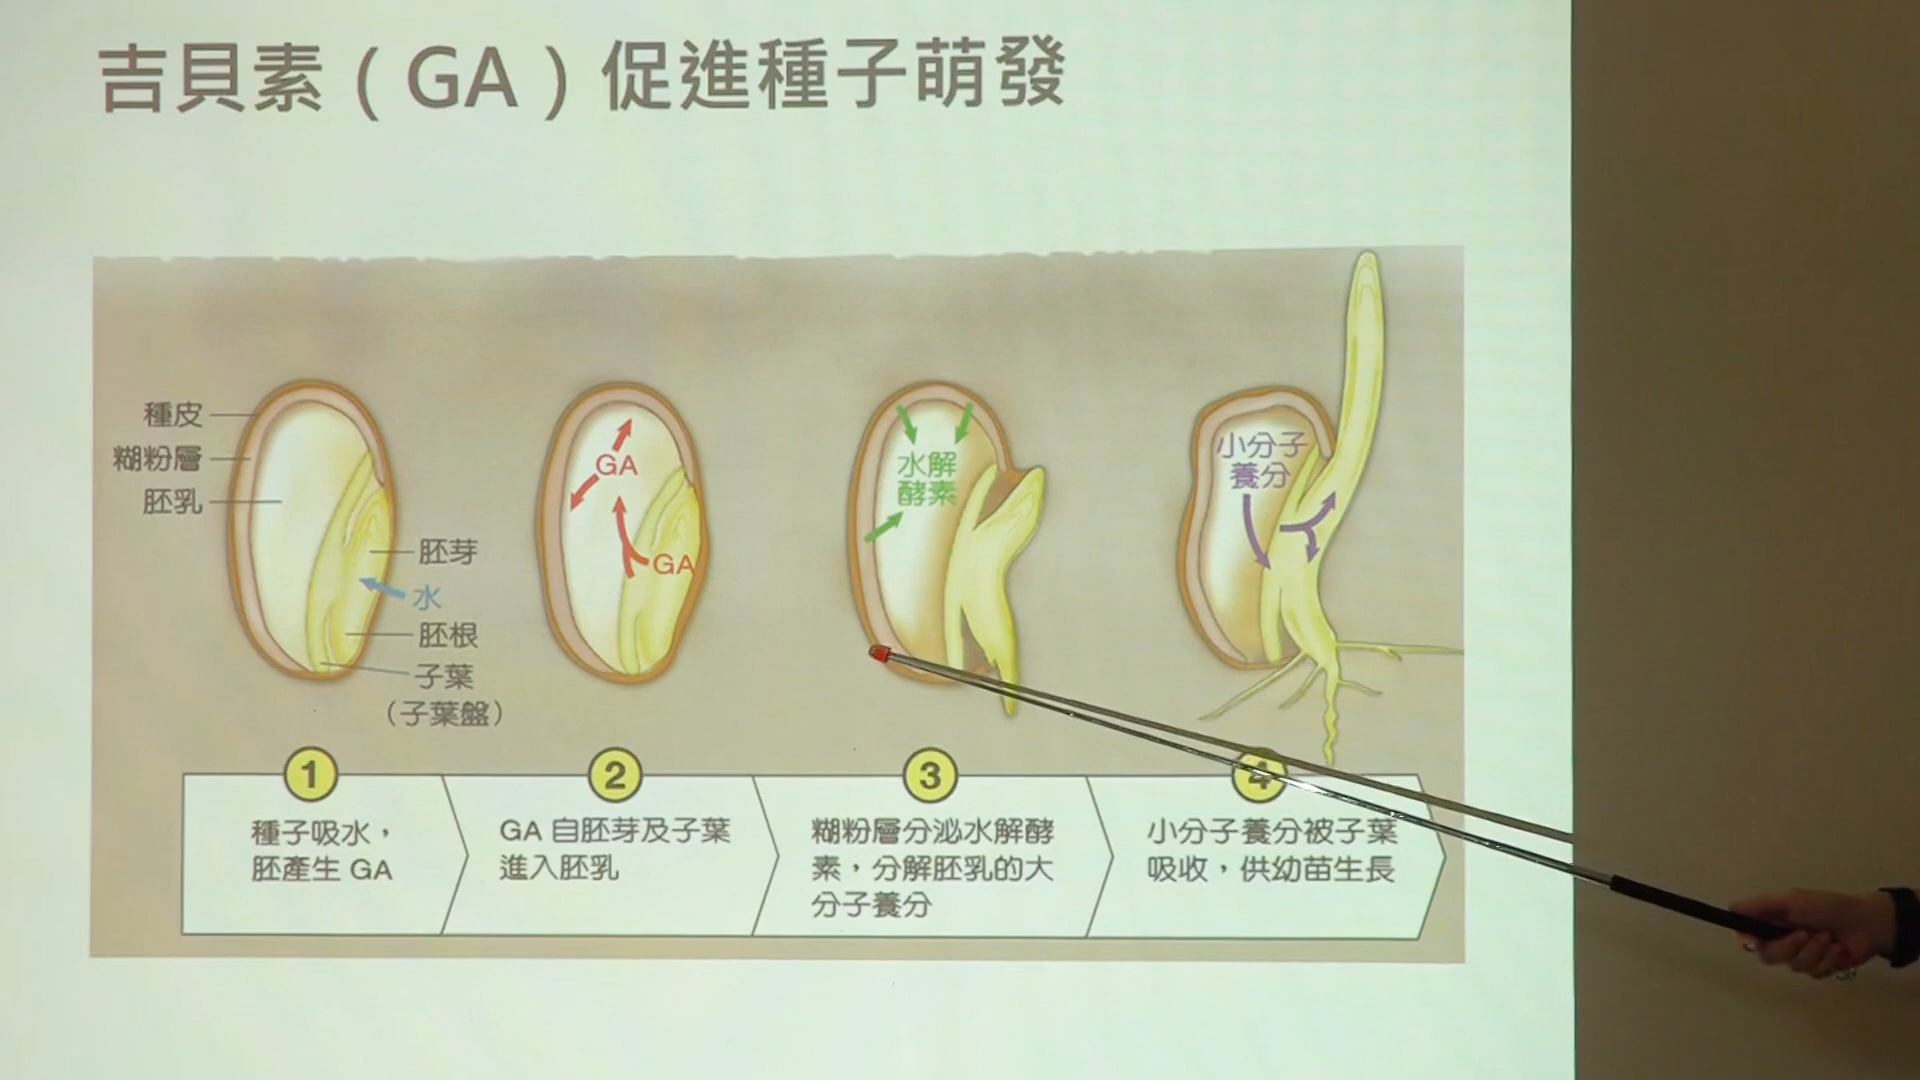 吉貝素（GA）促進種子萌發
種皮
糊粉層
胚乳
胚芽
水
胚根
子葉
（子葉盤）
GA
GA
水解
酵素
小分子
養分
1
種子吸水，
胚產生 GA
2
GA 自胚芽及子葉
進入胚乳
3
糊粉層分泌水解酵
素，分解胚乳的大
分子養分
4
小分子養分被子葉
吸收，供幼苗生長